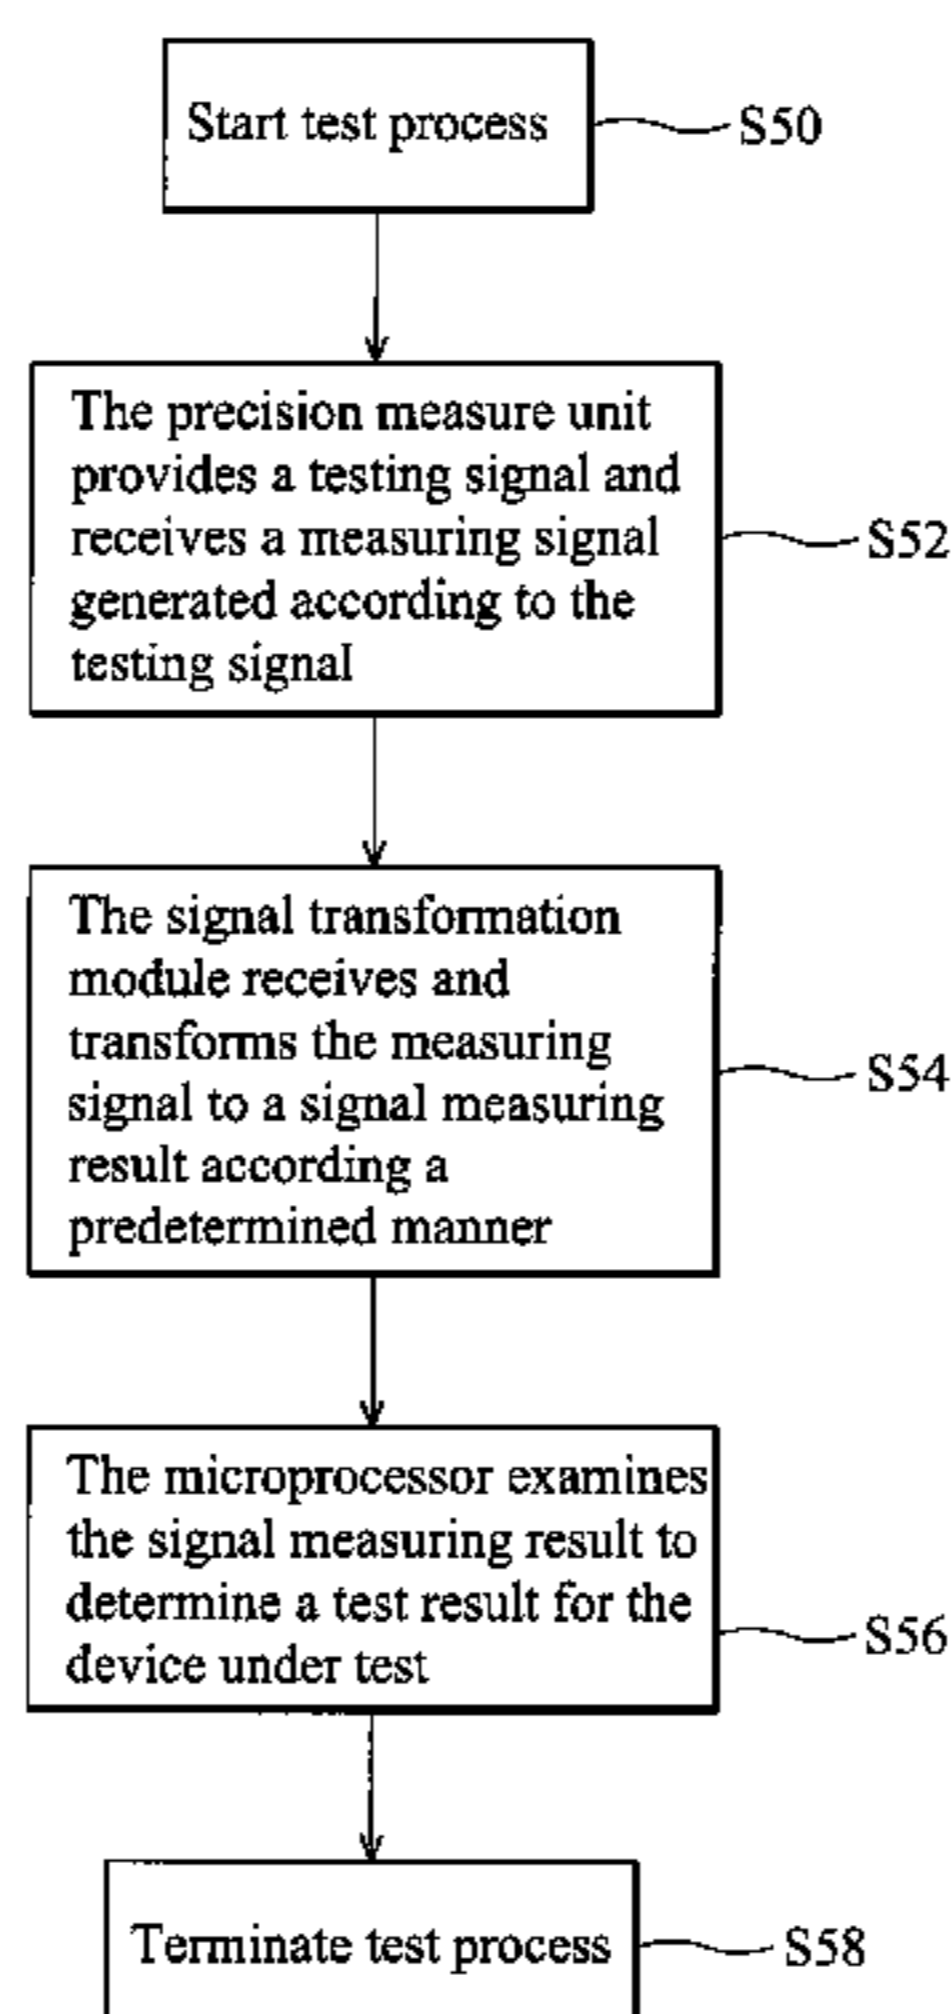 Start test process
S50
The precision measure unit
provides a testing signal and
receives a measuring signal
generated according to the
testing signal
S52
The signal transformation
module receives and
transforms the measuring
signal to a signal measuring
result according a
predetermined manner
S54
The microprocessor examines
the signal measuring result to
determine a test result for the
device under test
S56
Terminate test process
S58